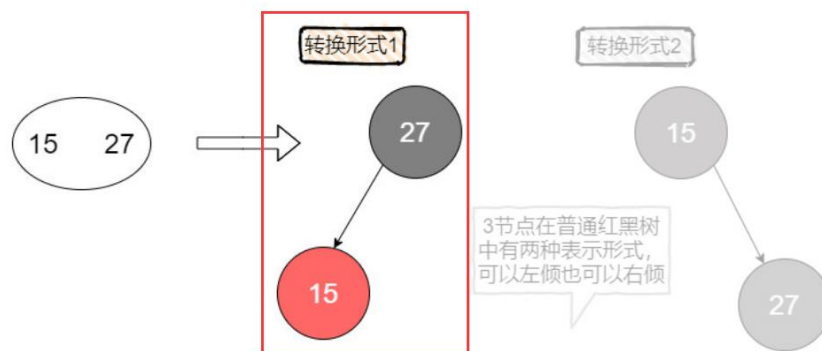 转换形式1
转换形式2
15 27
27
15
15
27
3节点在普通红黑树
中有两种表示形式，
可以左倾也可以右倾